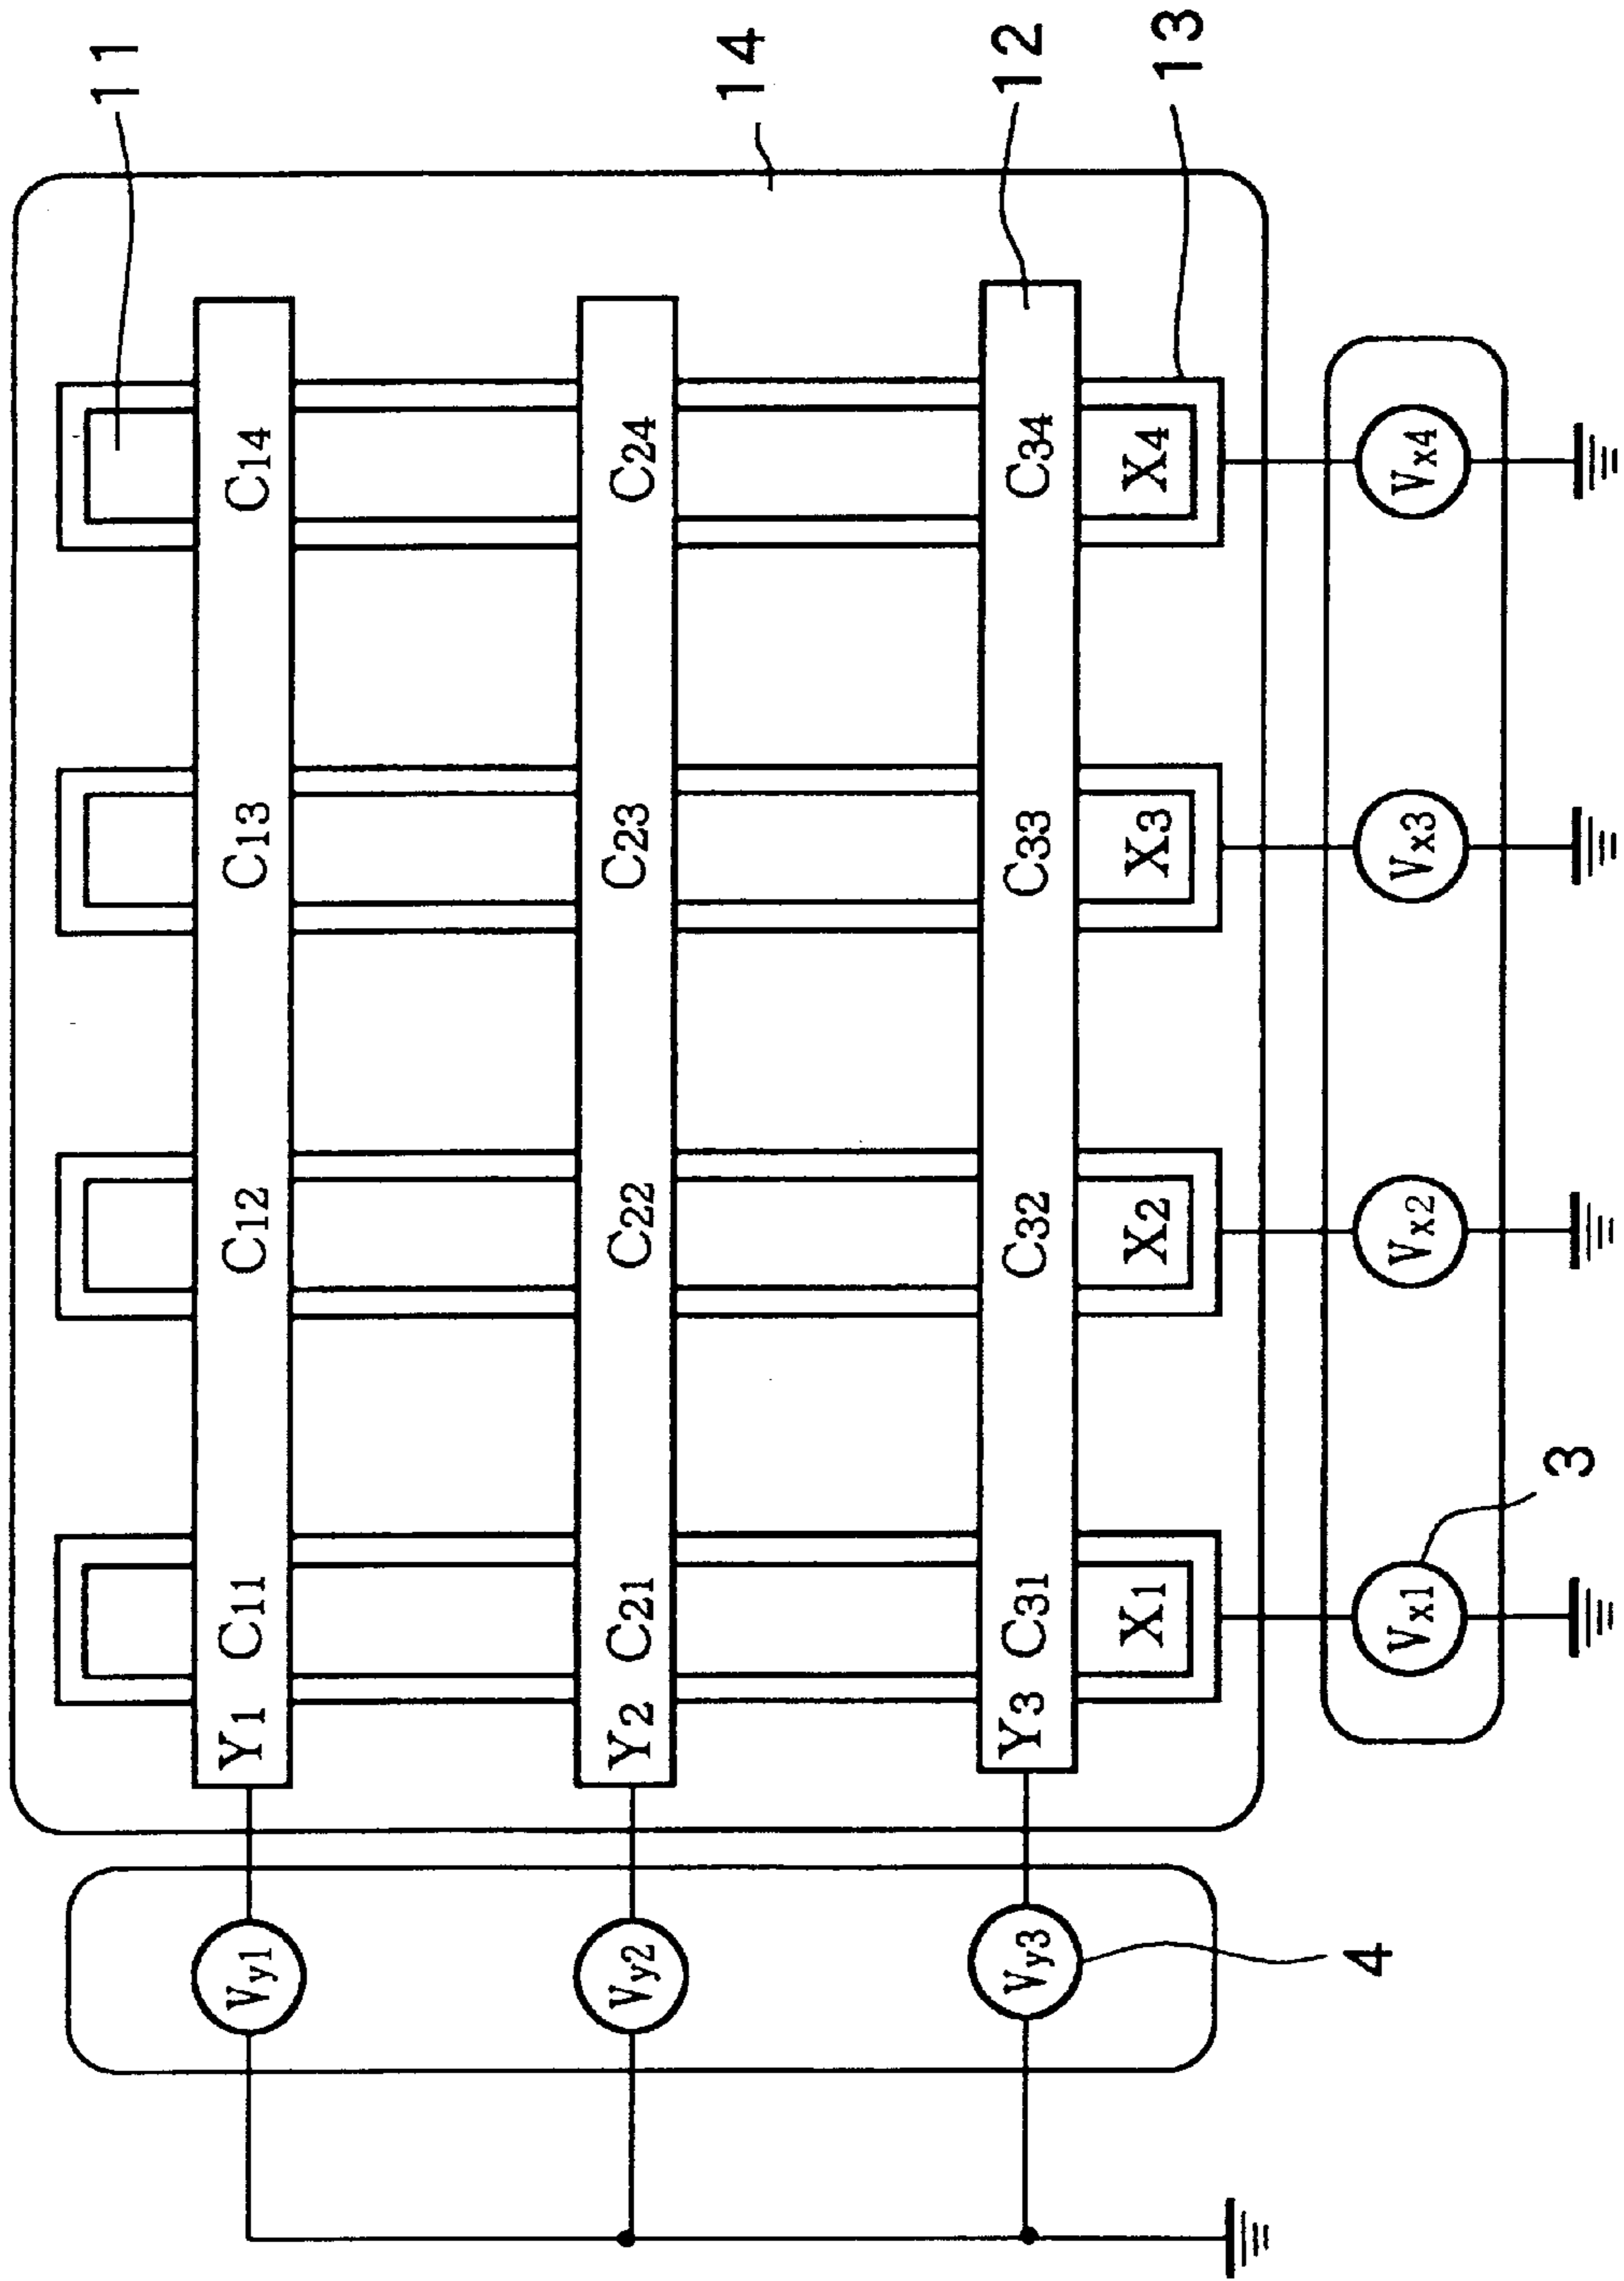 11
Vy1 Y1 C11 C12 C13 C14
Vy2 Y2 C21 C22 C23 C24
14
Vy3 Y3 C31 C32 C33 C34 12
X1 X2 X3 X4 13
4
Vx1 Vx2 Vx3 Vx4
3